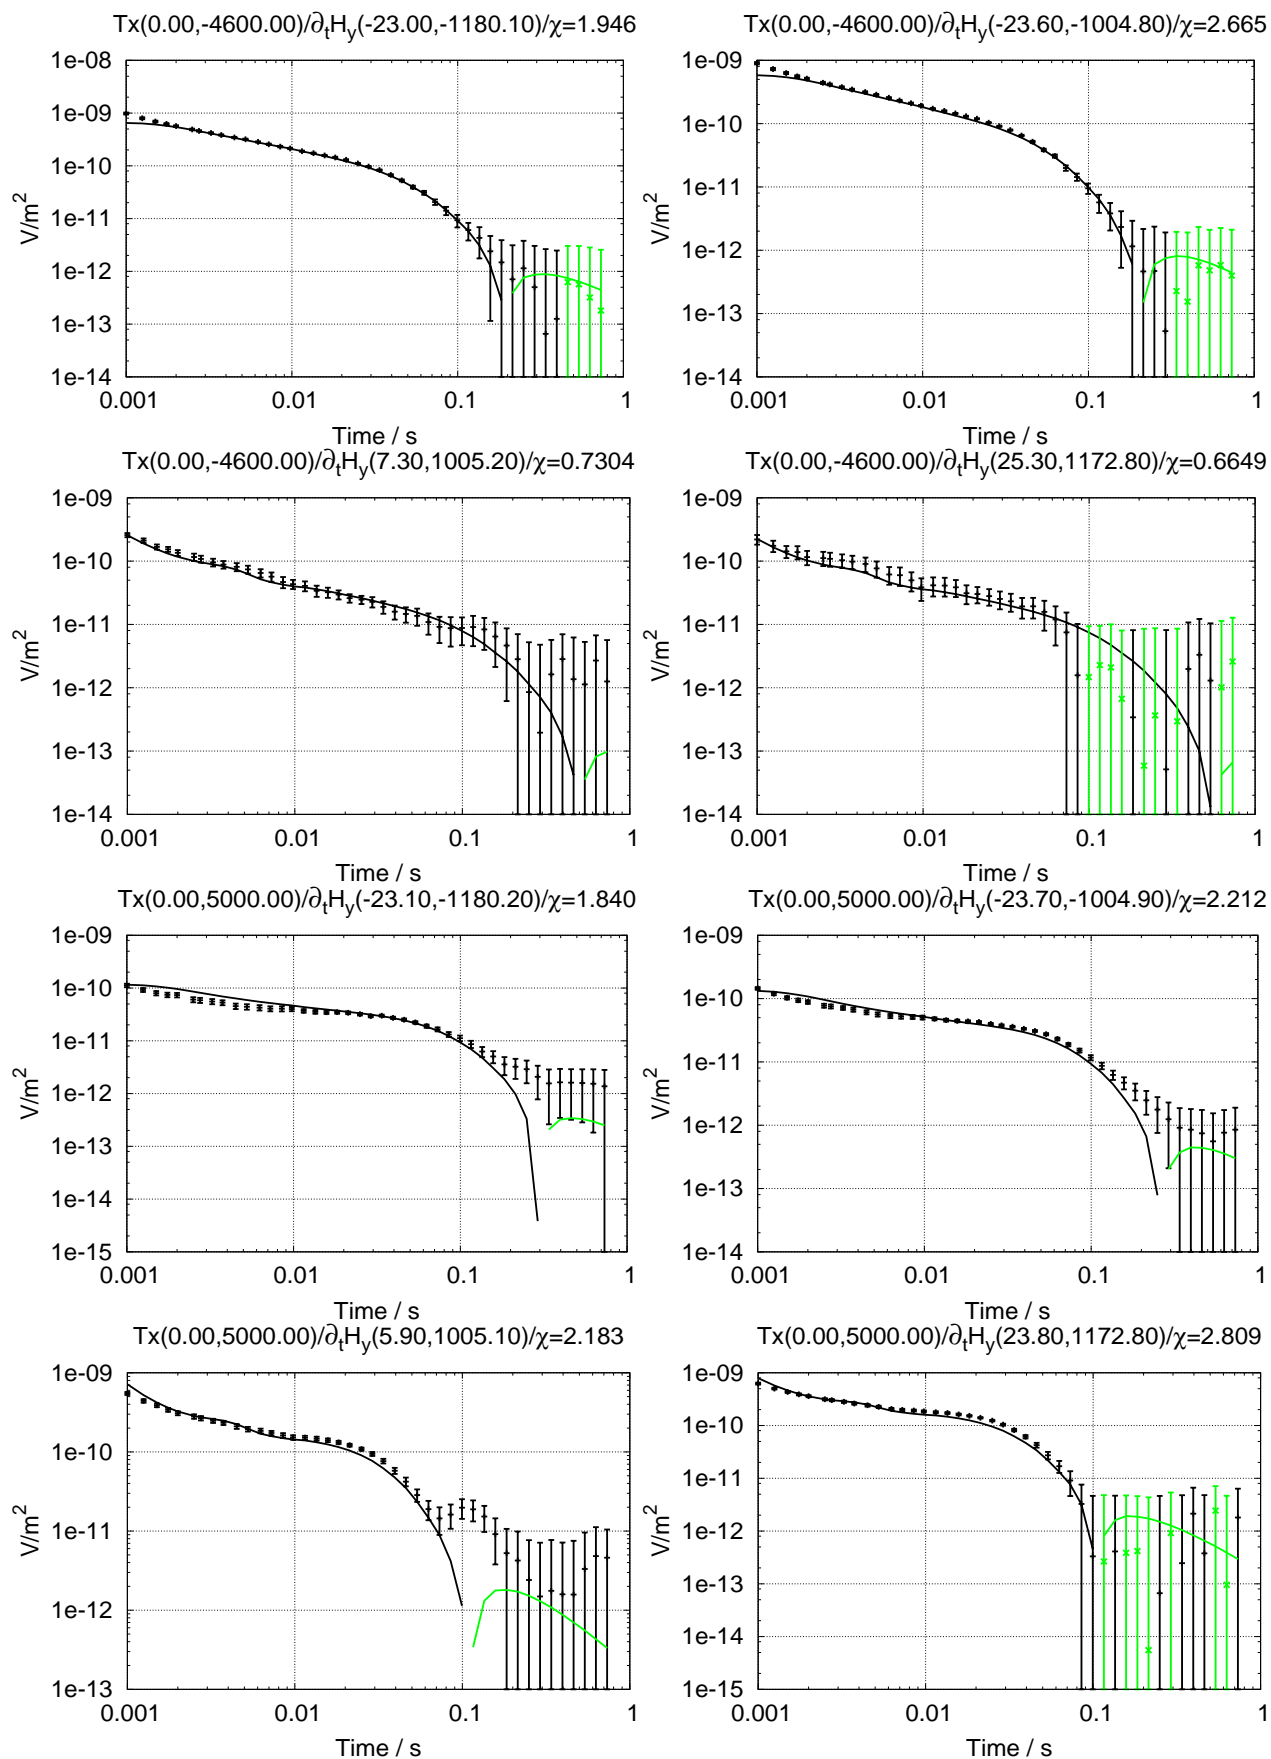 Tx(0.00,-4600.00)/∂tHy(-23.00,-1180.10)/χ=1.946
1e-08
1e-09
1e-10
1e-11
1e-12
1e-13
1e-14
V/m²
0.001 0.01 0.1 1
Time / s
Tx(0.00,-4600.00)/∂tHy(-23.60,-1004.80)/χ=2.665
1e-09
1e-10
1e-11
1e-12
1e-13
1e-14
V/m²
0.001 0.01 0.1 1
Time / s
Tx(0.00,-4600.00)/∂tHy(7.30,1005.20)/χ=0.7304
1e-09
1e-10
1e-11
1e-12
1e-13
1e-14
V/m²
0.001 0.01 0.1 1
Time / s
Tx(0.00,-4600.00)/∂tHy(25.30,1172.80)/χ=0.6649
1e-09
1e-10
1e-11
1e-12
1e-13
1e-14
V/m²
0.001 0.01 0.1 1
Time / s
Tx(0.00,5000.00)/∂tHy(-23.10,-1180.20)/χ=1.840
1e-09
1e-10
1e-11
1e-12
1e-13
1e-14
1e-15
V/m²
0.001 0.01 0.1 1
Time / s
Tx(0.00,5000.00)/∂tHy(-23.70,-1004.90)/χ=2.212
1e-09
1e-10
1e-11
1e-12
1e-13
1e-14
V/m²
0.001 0.01 0.1 1
Time / s
Tx(0.00,5000.00)/∂tHy(5.90,1005.10)/χ=2.183
1e-09
1e-10
1e-11
1e-12
1e-13
V/m²
0.001 0.01 0.1 1
Time / s
Tx(0.00,5000.00)/∂tHy(23.80,1172.80)/χ=2.809
1e-09
1e-10
1e-11
1e-12
1e-13
1e-14
1e-15
V/m²
0.001 0.01 0.1 1
Time / s